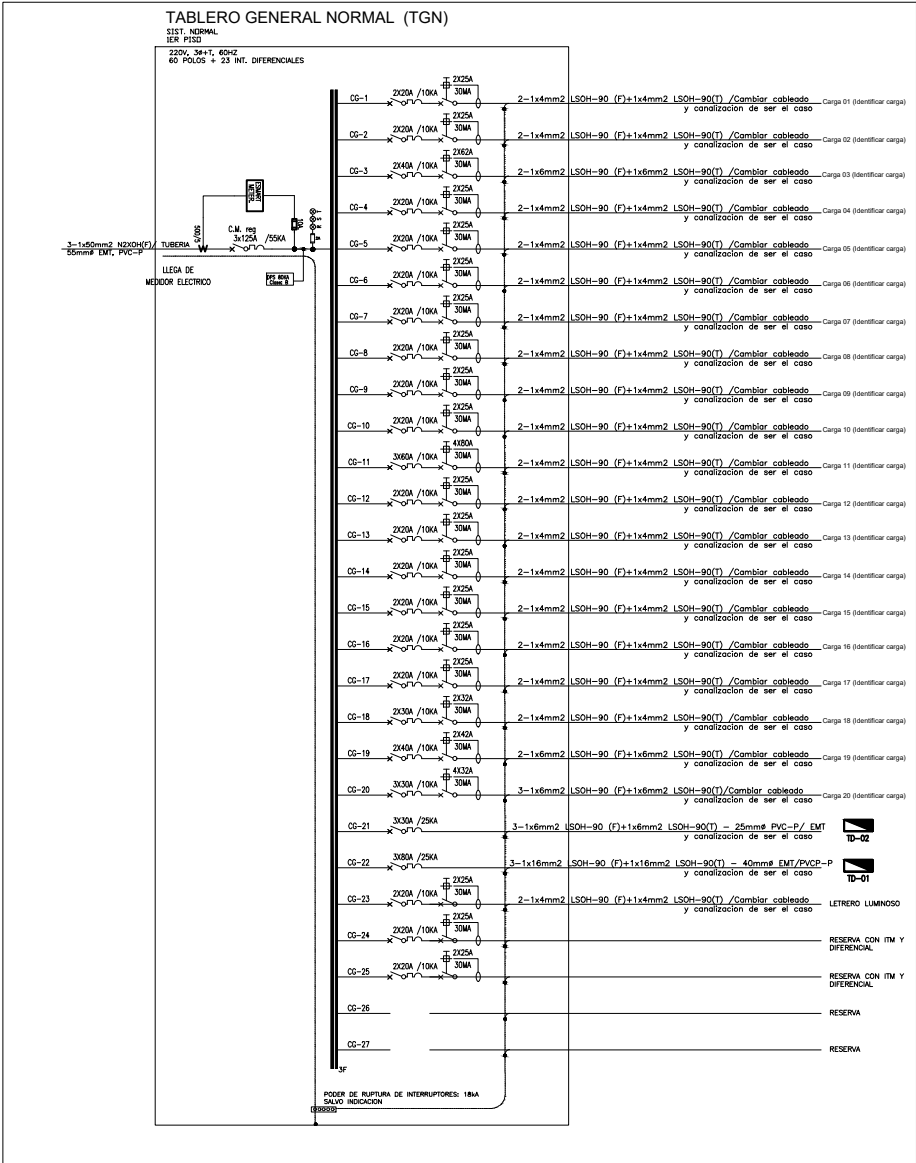 TABLERO GENERAL NORMAL (TGN)
SIST. NORMAL
1ER PISO
220V, 3ø+T, 60HZ
60 POLOS + 23 INT. DIFERENCIALES
CG-1 2X20A /10KA 2X25A 30MA 2-1x4mm2 LSOH-90 (F)+1x4mm2 LSOH-90(T) /Cambiar cableado Carga 01 (Identificar carga)
y canalizacion de ser el caso
CG-2 2X20A /10KA 2X25A 30MA 2-1x4mm2 LSOH-90 (F)+1x4mm2 LSOH-90(T) /Cambiar cableado Carga 02 (Identificar carga)
y canalizacion de ser el caso
CG-3 2X40A /10KA 2X62A 30MA 2-1x6mm2 LSOH-90 (F)+1x6mm2 LSOH-90(T) /Cambiar cableado Carga 03 (Identificar carga)
y canalizacion de ser el caso
CG-4 2X20A /10KA 2X25A 30MA 2-1x4mm2 LSOH-90 (F)+1x4mm2 LSOH-90(T) /Cambiar cableado Carga 04 (Identificar carga)
y canalizacion de ser el caso
SMART METER.
10A
R S T
500/5
C.M. reg
3x125A /55KA
3-1x50mm2 N2XOH(F)/ TUBERIA
55mmø EMT, PVC-P
LLEGA DE
MEDIDOR ELECTRICO
DPS 80KA
Clase: B
CG-5 2X20A /10KA 2X25A 30MA 2-1x4mm2 LSOH-90 (F)+1x4mm2 LSOH-90(T) /Cambiar cableado Carga 05 (Identificar carga)
y canalizacion de ser el caso
CG-6 2X20A /10KA 2X25A 30MA 2-1x4mm2 LSOH-90 (F)+1x4mm2 LSOH-90(T) /Cambiar cableado Carga 06 (Identificar carga)
y canalizacion de ser el caso
CG-7 2X20A /10KA 2X25A 30MA 2-1x4mm2 LSOH-90 (F)+1x4mm2 LSOH-90(T) /Cambiar cableado Carga 07 (Identificar carga)
y canalizacion de ser el caso
CG-8 2X20A /10KA 2X25A 30MA 2-1x4mm2 LSOH-90 (F)+1x4mm2 LSOH-90(T) /Cambiar cableado Carga 08 (Identificar carga)
y canalizacion de ser el caso
CG-9 2X20A /10KA 2X25A 30MA 2-1x4mm2 LSOH-90 (F)+1x4mm2 LSOH-90(T) /Cambiar cableado Carga 09 (Identificar carga)
y canalizacion de ser el caso
CG-10 2X20A /10KA 2X25A 30MA 2-1x4mm2 LSOH-90 (F)+1x4mm2 LSOH-90(T) /Cambiar cableado Carga 10 (Identificar carga)
y canalizacion de ser el caso
CG-11 3X60A /10KA 4X80A 30MA 2-1x4mm2 LSOH-90 (F)+1x4mm2 LSOH-90(T) /Cambiar cableado Carga 11 (Identificar carga)
y canalizacion de ser el caso
CG-12 2X20A /10KA 2X25A 30MA 2-1x4mm2 LSOH-90 (F)+1x4mm2 LSOH-90(T) /Cambiar cableado Carga 12 (Identificar carga)
y canalizacion de ser el caso
CG-13 2X20A /10KA 2X25A 30MA 2-1x4mm2 LSOH-90 (F)+1x4mm2 LSOH-90(T) /Cambiar cableado Carga 13 (Identificar carga)
y canalizacion de ser el caso
CG-14 2X20A /10KA 2X25A 30MA 2-1x4mm2 LSOH-90 (F)+1x4mm2 LSOH-90(T) /Cambiar cableado Carga 14 (Identificar carga)
y canalizacion de ser el caso
CG-15 2X20A /10KA 2X25A 30MA 2-1x4mm2 LSOH-90 (F)+1x4mm2 LSOH-90(T) /Cambiar cableado Carga 15 (Identificar carga)
y canalizacion de ser el caso
CG-16 2X20A /10KA 2X25A 30MA 2-1x4mm2 LSOH-90 (F)+1x4mm2 LSOH-90(T) /Cambiar cableado Carga 16 (Identificar carga)
y canalizacion de ser el caso
CG-17 2X20A /10KA 2X25A 30MA 2-1x4mm2 LSOH-90 (F)+1x4mm2 LSOH-90(T) /Cambiar cableado Carga 17 (Identificar carga)
y canalizacion de ser el caso
CG-18 2X30A /10KA 2X32A 30MA 2-1x4mm2 LSOH-90 (F)+1x4mm2 LSOH-90(T) /Cambiar cableado Carga 18 (Identificar carga)
y canalizacion de ser el caso
CG-19 2X40A /10KA 2X42A 30MA 2-1x6mm2 LSOH-90 (F)+1x6mm2 LSOH-90(T) /Cambiar cableado Carga 19 (Identificar carga)
y canalizacion de ser el caso
CG-20 3X30A /10KA 4X32A 30MA 3-1x6mm2 LSOH-90 (F)+1x6mm2 LSOH-90(T)/Cambiar cableado Carga 20 (Identificar carga)
y canalizacion de ser el caso
CG-21 3X30A /25KA 3-1x6mm2 LSOH-90 (F)+1x6mm2 LSOH-90(T) - 25mmø PVC-P/ EMT
y canalizacion de ser el caso TD-02
CG-22 3X80A /25KA 3-1x16mm2 LSOH-90 (F)+1x16mm2 LSOH-90(T) - 40mmø EMT/PVCP-P
y canalizacion de ser el caso TD-01
CG-23 2X20A /10KA 2X25A 30MA 2-1x4mm2 LSOH-90 (F)+1x4mm2 LSOH-90(T) /Cambiar cableado LETRERO LUMINOSO
y canalizacion de ser el caso
CG-24 2X20A /10KA 2X25A 30MA RESERVA CON ITM Y
DIFERENCIAL
CG-25 2X20A /10KA 2X25A 30MA RESERVA CON ITM Y
DIFERENCIAL
CG-26 RESERVA
CG-27 RESERVA
3F
PODER DE RUPTURA DE INTERRUPTORES: 18kA
SALVO INDICACION